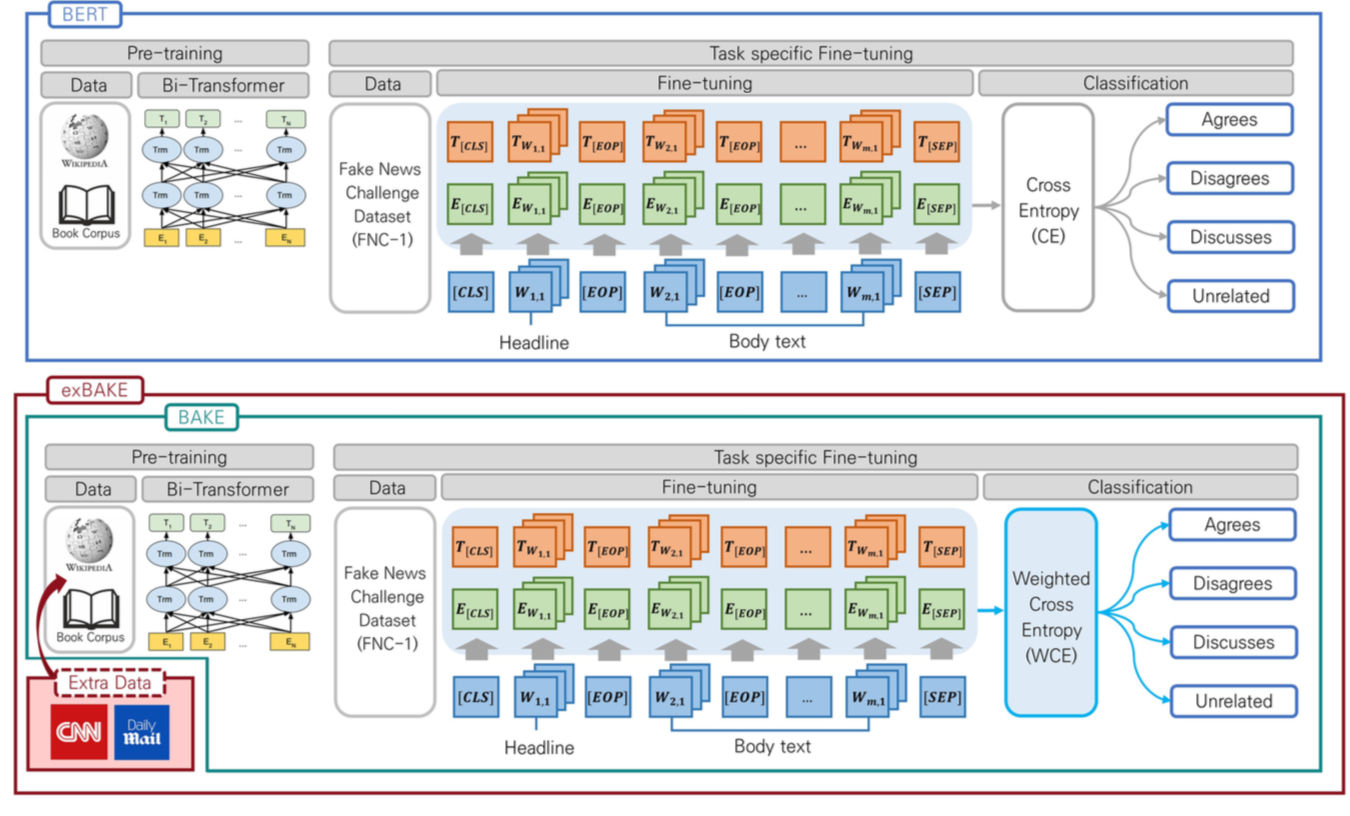 BERT
Pre-training
Task specific Fine-tuning
Data
Bi-Transformer
Data
Fine-tuning
Classification
WIKIPEDIA
Book Corpus
T1 T2 ... TN
Trm Trm Trm
Trm Trm Trm
E1 E2 ... EN
Fake News
Challenge
Dataset
(FNC-1)
T[CLS] TW1,1 T[EOP] TW2,1 T[EOP] ... TWm,1 T[SEP]
E[CLS] EW1,1 E[EOP] EW2,1 E[EOP] ... EWm,1 E[SEP]
[CLS] W1,1 [EOP] W2,1 [EOP] ... Wm,1 [SEP]
Headline
Body text
Cross
Entropy
(CE)
Agrees
Disagrees
Discusses
Unrelated
exBAKE
BAKE
Pre-training
Task specific Fine-tuning
Data
Bi-Transformer
Data
Fine-tuning
Classification
WIKIPEDIA
Book Corpus
T1 T2 ... TN
Trm Trm Trm
Trm Trm Trm
E1 E2 ... EN
Extra Data
CNN
Daily
Mail
Fake News
Challenge
Dataset
(FNC-1)
T[CLS] TW1,1 T[EOP] TW2,1 T[EOP] ... TWm,1 T[SEP]
E[CLS] EW1,1 E[EOP] EW2,1 E[EOP] ... EWm,1 E[SEP]
[CLS] W1,1 [EOP] W2,1 [EOP] ... Wm,1 [SEP]
Headline
Body text
Weighted
Cross
Entropy
(WCE)
Agrees
Disagrees
Discusses
Unrelated